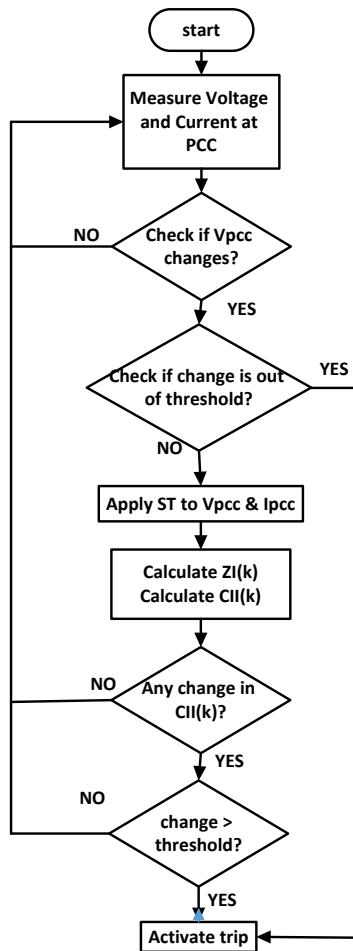 start
Measure Voltage
and Current at
PCC
NO
Check if Vpcc
changes?
YES
Check if change is out
of threshold?
YES
NO
Apply ST to Vpcc & Ipcc
Calculate ZI(k)
Calculate CII(k)
NO
Any change in
CII(k)?
YES
NO
change >
threshold?
YES
Activate trip